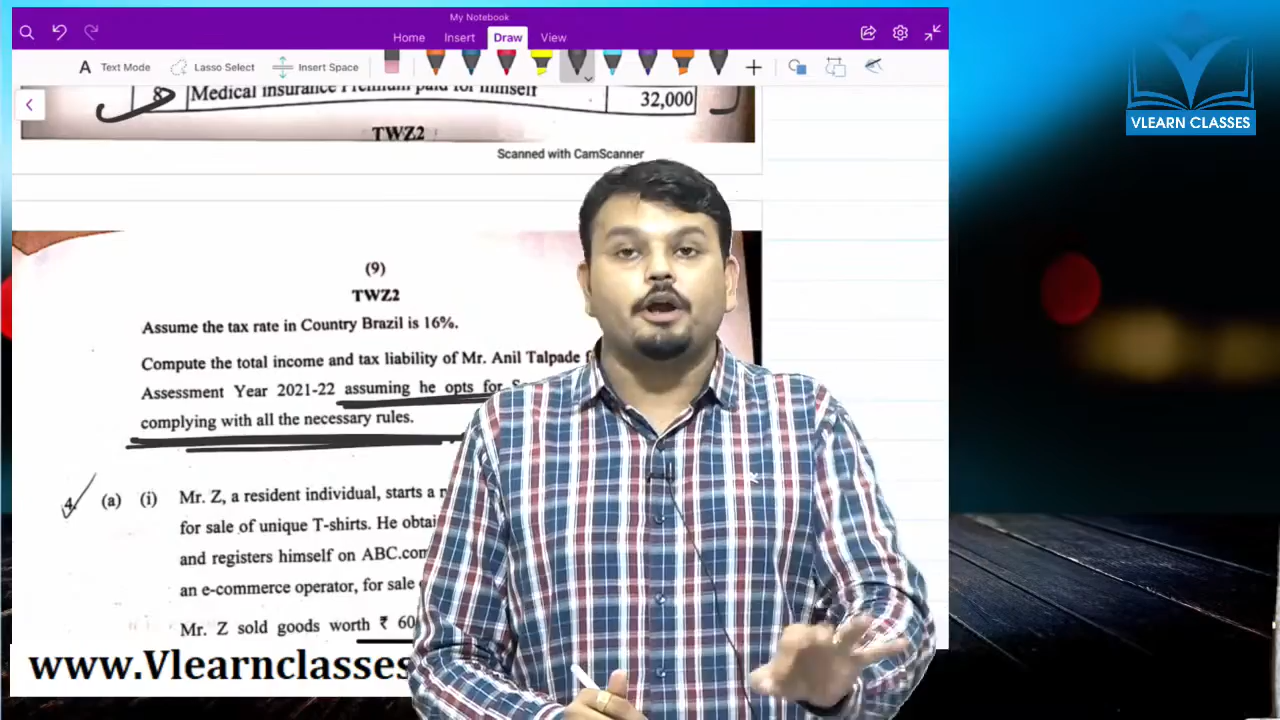 My Notebook
Home Insert Draw View
Text Mode Lasso Select Insert Space
8 Medical insurance Premium paid for himself 32,000
TWZ2
Scanned with CamScanner
VLEARN CLASSES
(9)
TWZ2
Assume the tax rate in Country Brazil is 16%.
Compute the total income and tax liability of Mr. Anil Talpade
Assessment Year 2021-22 assuming he opts for
complying with all the necessary rules.
4. (a) (i) Mr. Z, a resident individual, starts a
for sale of unique T-shirts. He
and registers himself on ABC.com
an e-commerce operator, for sale
Mr. Z sold goods worth ₹ 60
www.Vlearnclasses